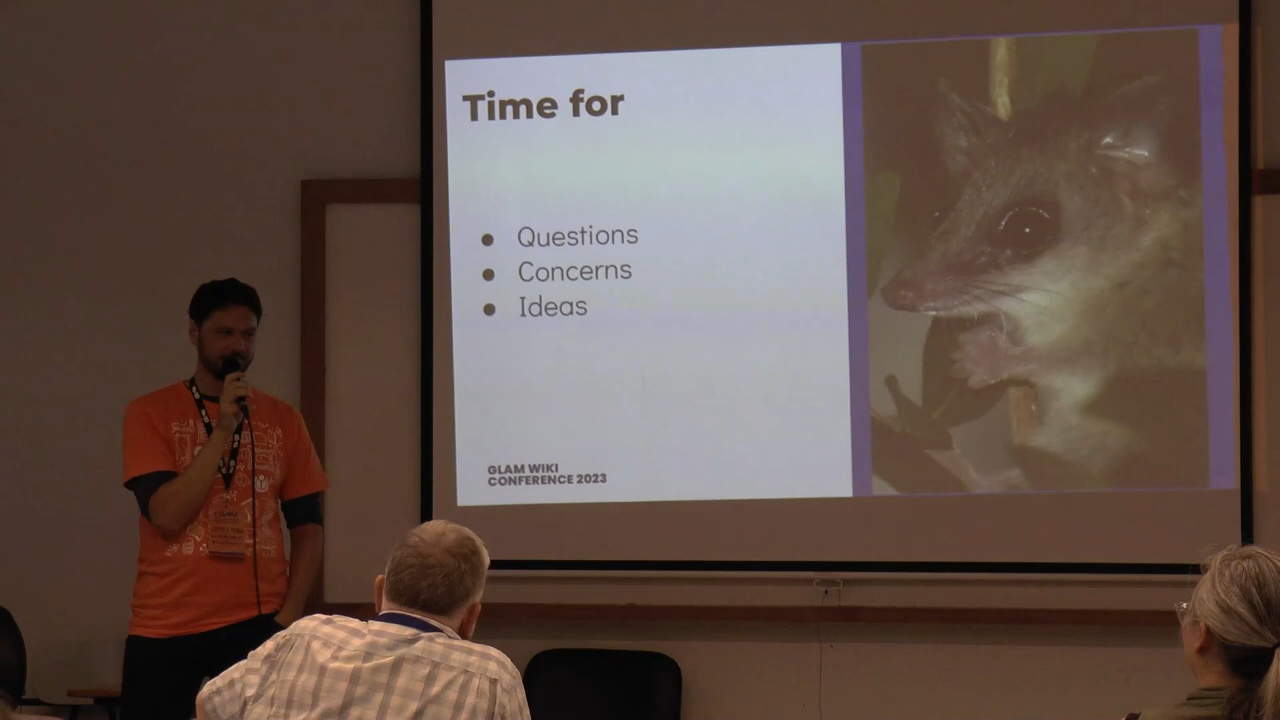 Time for
Questions
Concerns
Ideas
GLAM WIKI
CONFERENCE 2023